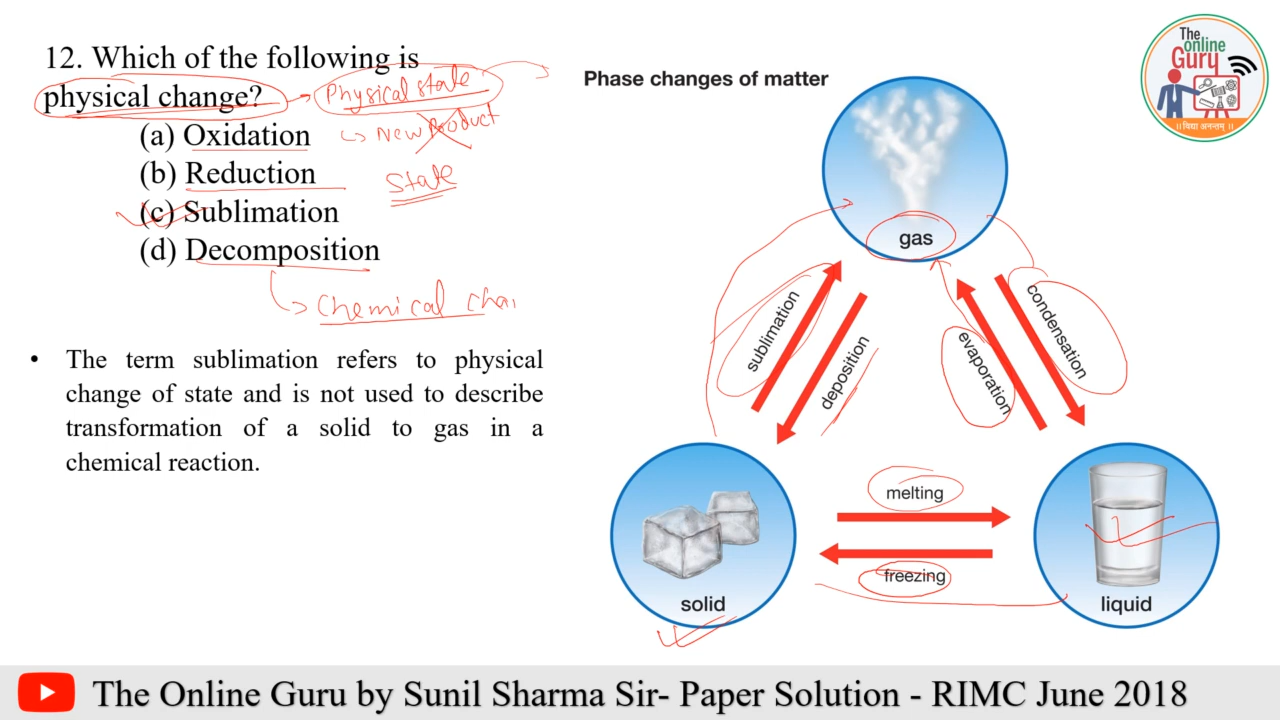 12. Which of the following is
physical change?
Physical state
New Product
(a) Oxidation
(b) Reduction
State
(c) Sublimation
(d) Decomposition
Chemical
• The term sublimation refers to physical
change of state and is not used to describe
transformation of a solid to gas in a
chemical reaction.
Phase changes of matter
gas
sublimation
deposition
evaporation
condensation
melting
freezing
solid
liquid
The
online
Guru
।। विद्या अनन्तम् ।।
The Online Guru by Sunil Sharma Sir- Paper Solution - RIMC June 2018